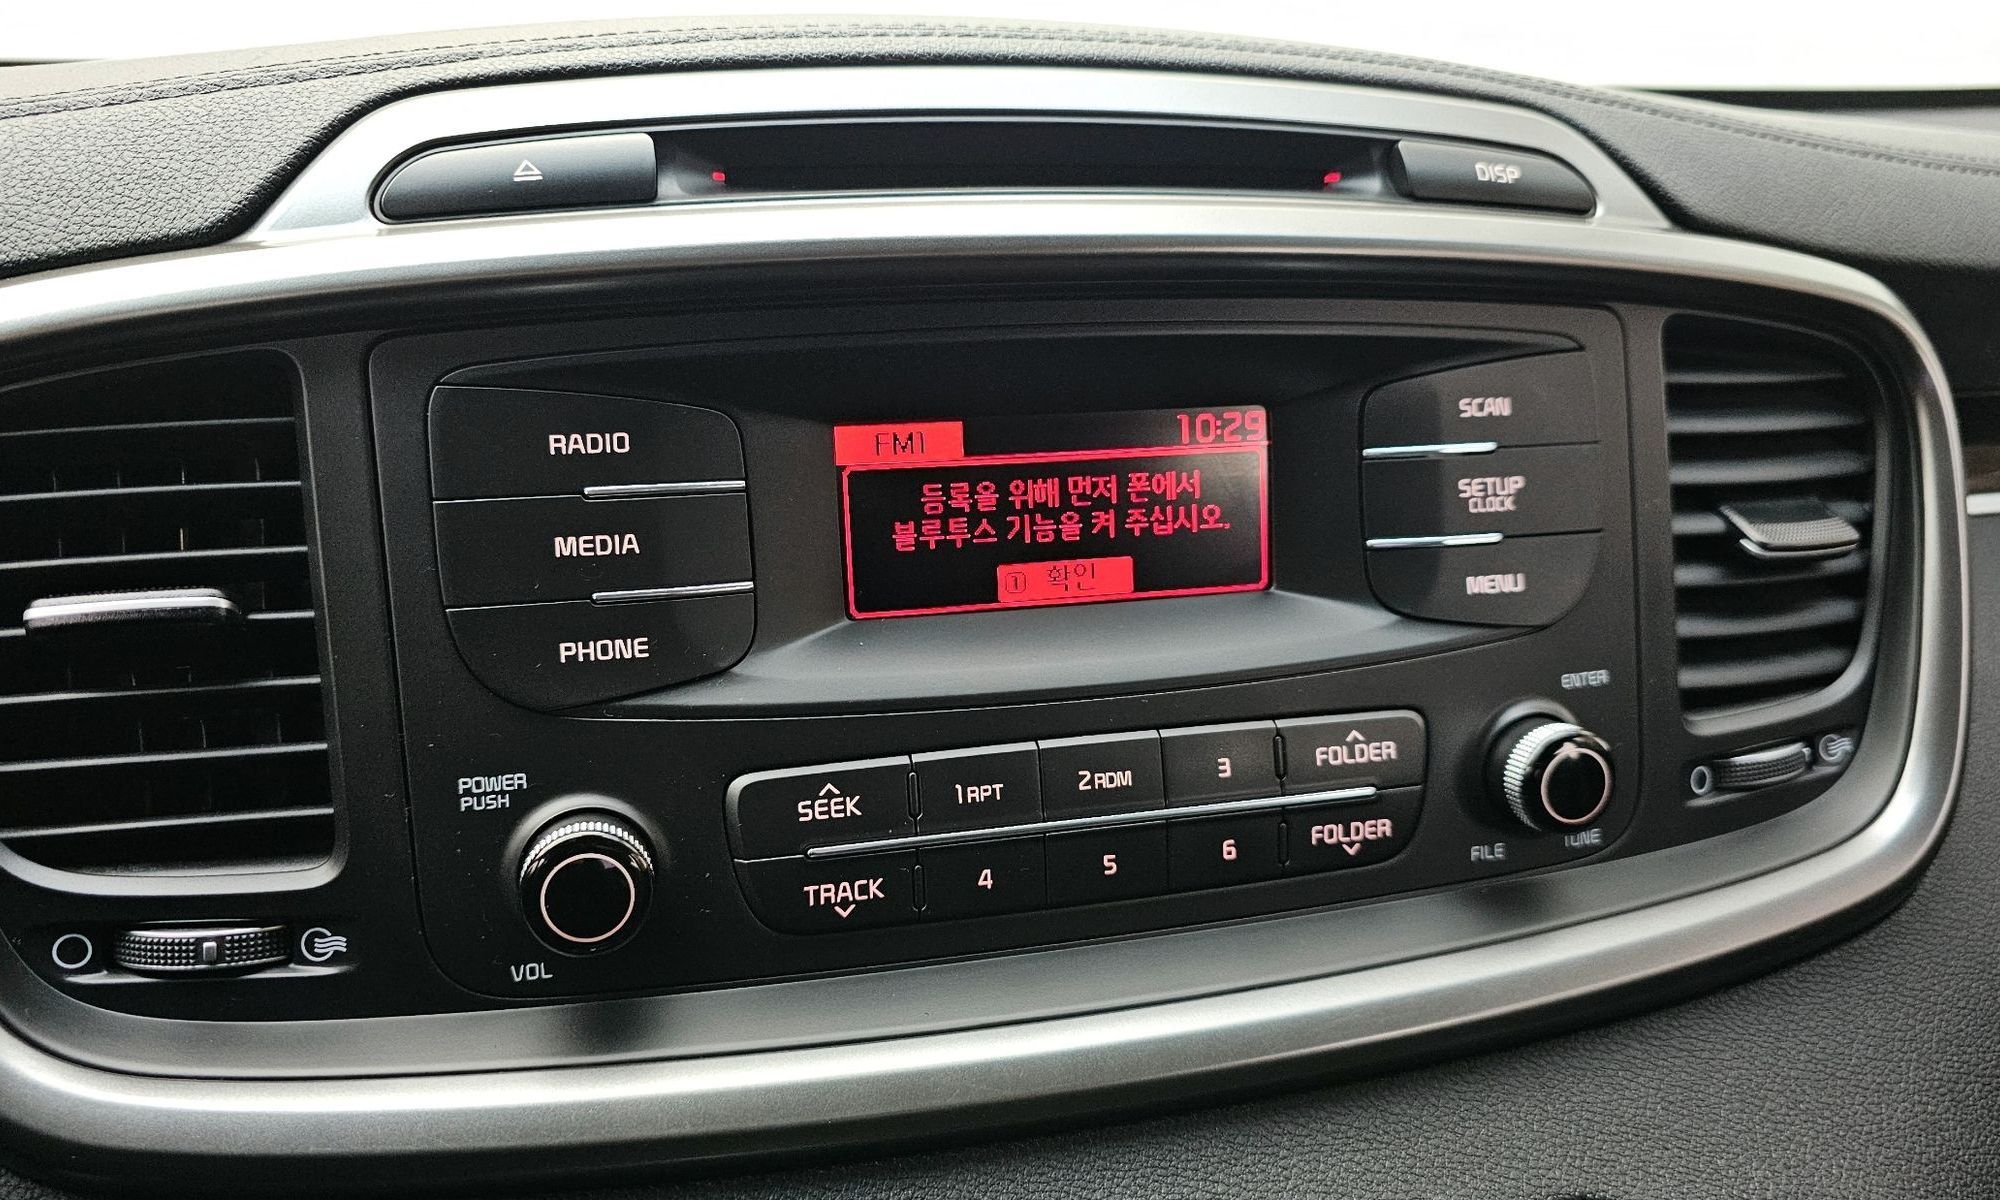 DISP
RADIO
MEDIA
PHONE
FM1 10:29
등록을 위해 먼저 폰에서
블루투스 기능을 켜 주십시오.
1 확인
SCAN
SETUP
CLOCK
MENU
POWER
PUSH
VOL
SEEK
1 RPT
2 RDM
3
FOLDER
TRACK
4
5
6
FOLDER
ENTER
FILE
TUNE